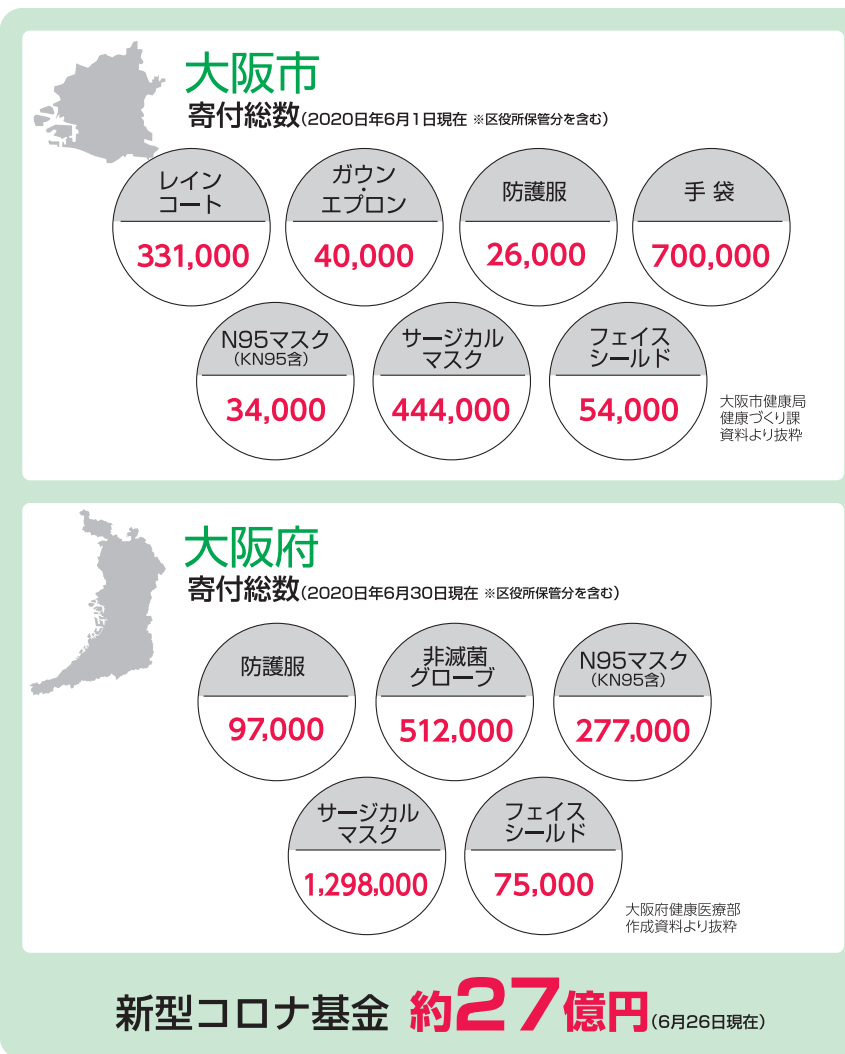 大阪市
寄付総数(2020日年6月1日現在 ※区役所保管分を含む)
レイン
コート
331,000
ガウン
・
エプロン
40,000
防護服
26,000
手袋
700,000
N95マスク
(KN95含)
34,000
サージカル
マスク
444,000
フェイス
シールド
54,000
大阪市健康局
健康づくり課
資料より抜粋
大阪府
寄付総数(2020日年6月30日現在 ※区役所保管分を含む)
防護服
97,000
非滅菌
グローブ
512,000
N95マスク
(KN95含)
277,000
サージカル
マスク
1,298,000
フェイス
シールド
75,000
大阪府健康医療部
作成資料より抜粋
新型コロナ基金 約27億円(6月26日現在)